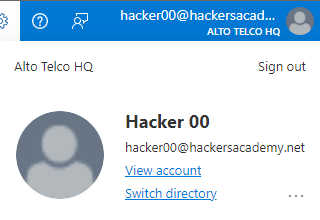 hacker00@hackersacad...
ALTO TELCO HQ
Alto Telco HQ Sign out
Hacker 00
hacker00@hackersacademy.net
View account
Switch directory ...